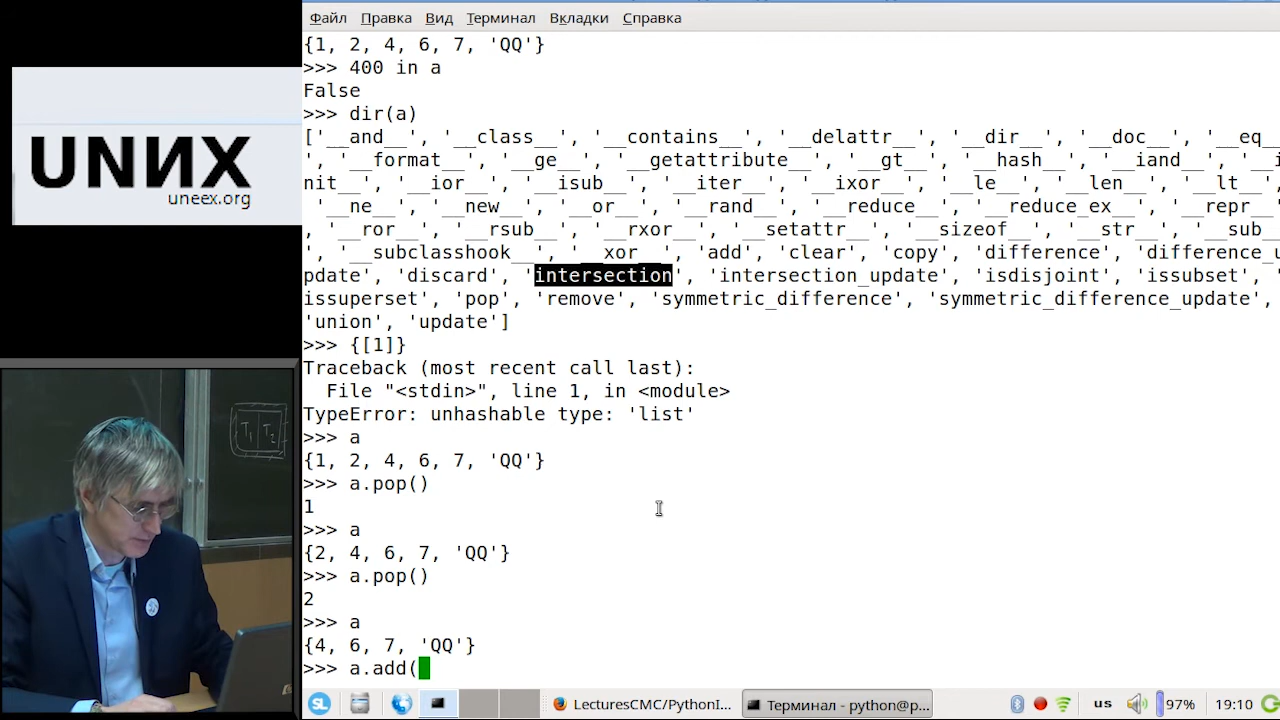 Файл Правка Вид Терминал Вкладки Справка
{1, 2, 4, 6, 7, 'QQ'}
>>> 400 in a
False
>>> dir(a)
['__and__', '__class__', '__contains__', '__delattr__', '__dir__', '__doc__', '__eq__
', '__format__', '__ge__', '__getattribute__', '__gt__', '__hash__', '__iand__', '__i
nit__', '__ior__', '__isub__', '__iter__', '__ixor__', '__le__', '__len__', '__lt__',
'__ne__', '__new__', '__or__', '__rand__', '__reduce__', '__reduce_ex__', '__repr__'
, '__ror__', '__rsub__', '__rxor__', '__setattr__', '__sizeof__', '__str__', '__sub__
', '__subclasshook__', '__xor__', 'add', 'clear', 'copy', 'difference', 'difference_u
pdate', 'discard', 'intersection', 'intersection_update', 'isdisjoint', 'issubset', '
issuperset', 'pop', 'remove', 'symmetric_difference', 'symmetric_difference_update',
'union', 'update']
>>> {[1]}
Traceback (most recent call last):
File "<stdin>", line 1, in <module>
TypeError: unhashable type: 'list'
>>> a
{1, 2, 4, 6, 7, 'QQ'}
>>> a.pop()
1
>>> a
{2, 4, 6, 7, 'QQ'}
>>> a.pop()
2
>>> a
{4, 6, 7, 'QQ'}
>>> a.add(
UNИX
uneex.org
T1 T2
LecturesCMC/PythonI... Терминал - python@p... us 97% 19:10